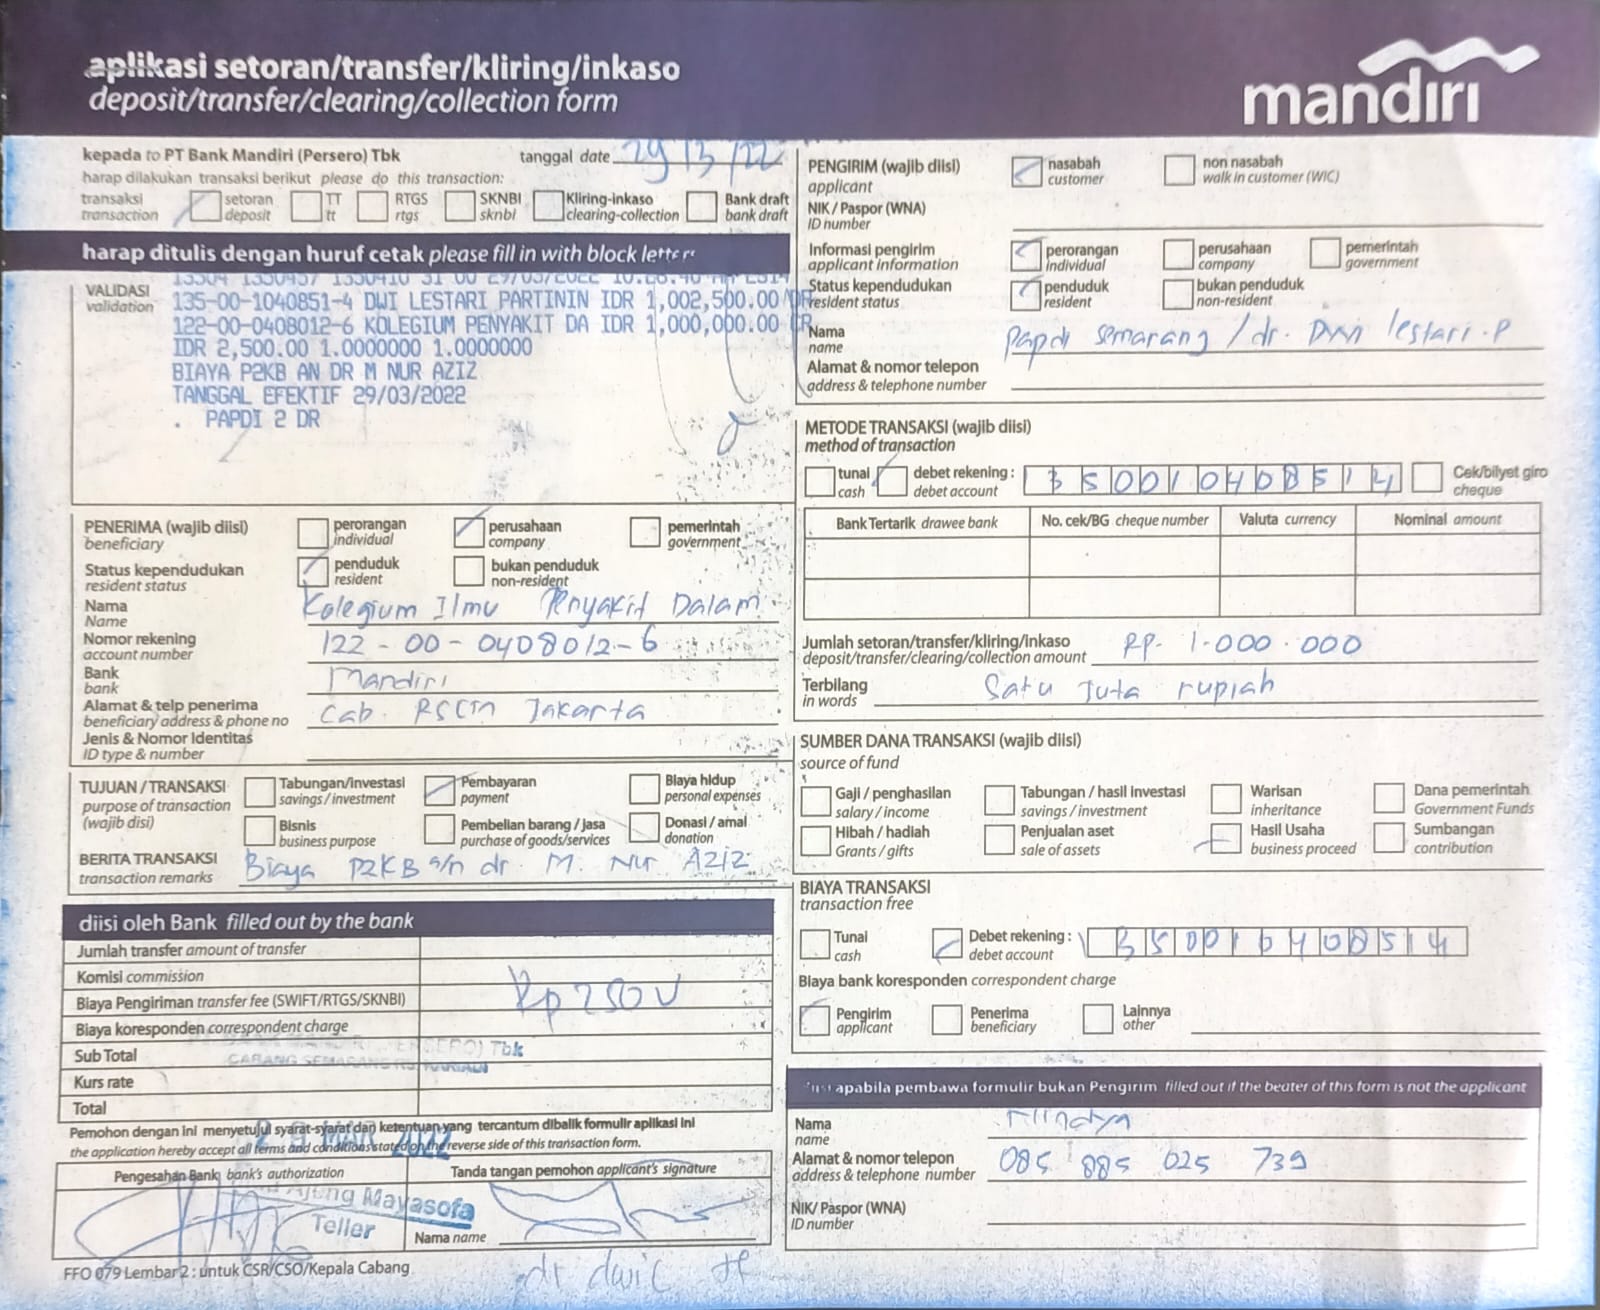 aplikasi setoran/transfer/kliring/inkaso
deposit/transfer/clearing/collection form
mandiri
kepada to PT Bank Mandiri (Persero) Tbk
tanggal date 29/3/22
harap dilakukan transaksi berikut please do this transaction:
transaksi transaction
setoran deposit
TT tt
RTGS rtgs
SKNBI sknbi
Kliring-inkaso clearing-collection
Bank draft bank draft
harap ditulis dengan huruf cetak please fill in with block letter
VALIDASI
validation
135-00-1040851-4 DWI LESTARI PARTININ IDR 1,002,500.00
122-00-0408012-6 KOLEGIUM PENYAKIT DA IDR 1,000,000.00 CR
IDR 2,500.00 1.0000000 1.0000000
BIAYA P2KB AN DR M NUR AZIZ
TANGGAL EFEKTIF 29/03/2022
. PAPDI 2 DR
PENERIMA (wajib diisi)
beneficiary
perorangan individual
perusahaan company
pemerintah government
Status kependudukan
resident status
penduduk resident
bukan penduduk non-resident
Nama
Name
Kolegium Ilmu Penyakit Dalam
Nomor rekening
account number
122-00-0408012-6
Bank
bank
Mandiri
Alamat & telp penerima
beneficiary address & phone no
Cab. RSCM Jakarta
Jenis & Nomor Identitas
ID type & number
TUJUAN / TRANSAKSI
purpose of transaction
(wajib disi)
Tabungan/investasi savings/investment
Pembayaran payment
Biaya hidup personal expenses
Bisnis business purpose
Pembelian barang / jasa purchase of goods/services
Donasi / amal donation
BERITA TRANSAKSI
transaction remarks
Biaya P2KB a/n dr M. Nur Aziz
diisi oleh Bank filled out by the bank
Jumlah transfer amount of transfer
Komisi commission
Rp 2500
Biaya Pengiriman transfer fee (SWIFT/RTGS/SKNBI)
Biaya koresponden correspondent charge
Sub Total
Kurs rate
Total
Pemohon dengan ini menyetujui syarat-syarat dan ketentuan yang tercantum dibalik formulir aplikasi ini
the application hereby accept all terms and conditions stated on the reverse side of this transaction form.
29 MAR 2022
Pengesahan Bank bank's authorization
Tanda tangan pemohon applicant's signature
Mayasofa
Teller
Nama name
FFO 079 Lembar 2 : untuk CSR/CSO/Kepala Cabang
PENGIRIM (wajib diisi)
applicant
nasabah customer
non nasabah walk in customer (WIC)
NIK / Paspor (WNA)
ID number
Informasi pengirim
applicant information
perorangan individual
perusahaan company
pemerintah government
Status kependudukan
resident status
penduduk resident
bukan penduduk non-resident
Nama
name
Papdi semarang / dr. Dwi lestari.P
Alamat & nomor telepon
address & telephone number
METODE TRANSAKSI (wajib diisi)
method of transaction
tunal cash
debet rekening : debet account
1350010408514
Cek/bilyet giro cheque
Bank Tertarik drawee bank
No. cek/BG cheque number
Valuta currency
Nominal amount
Jumlah setoran/transfer/kliring/inkaso
deposit/transfer/clearing/collection amount
RP. 1.000.000
Terbilang
in words
Satu Juta rupiah
SUMBER DANA TRANSAKSI (wajib diisi)
source of fund
Gaji / penghasilan salary / income
Tabungan / hasil investasi savings / investment
Warisan inheritance
Dana pemerintah Government Funds
Hibah / hadiah Grants / gifts
Penjualan aset sale of assets
Hasil Usaha business proceed
Sumbangan contribution
BIAYA TRANSAKSI
transaction free
Tunal cash
Debet rekening : debet account
1350010408514
Biaya bank koresponden correspondent charge
Pengirim applicant
Penerima beneficiary
Lainnya other
apabila pembawa formulir bukan Pengirim filled out if the beater of this form is not the applicant
Nama
name
Alamat & nomor telepon
address & telephone number
085 885 025 739
NIK/ Paspor (WNA)
ID number